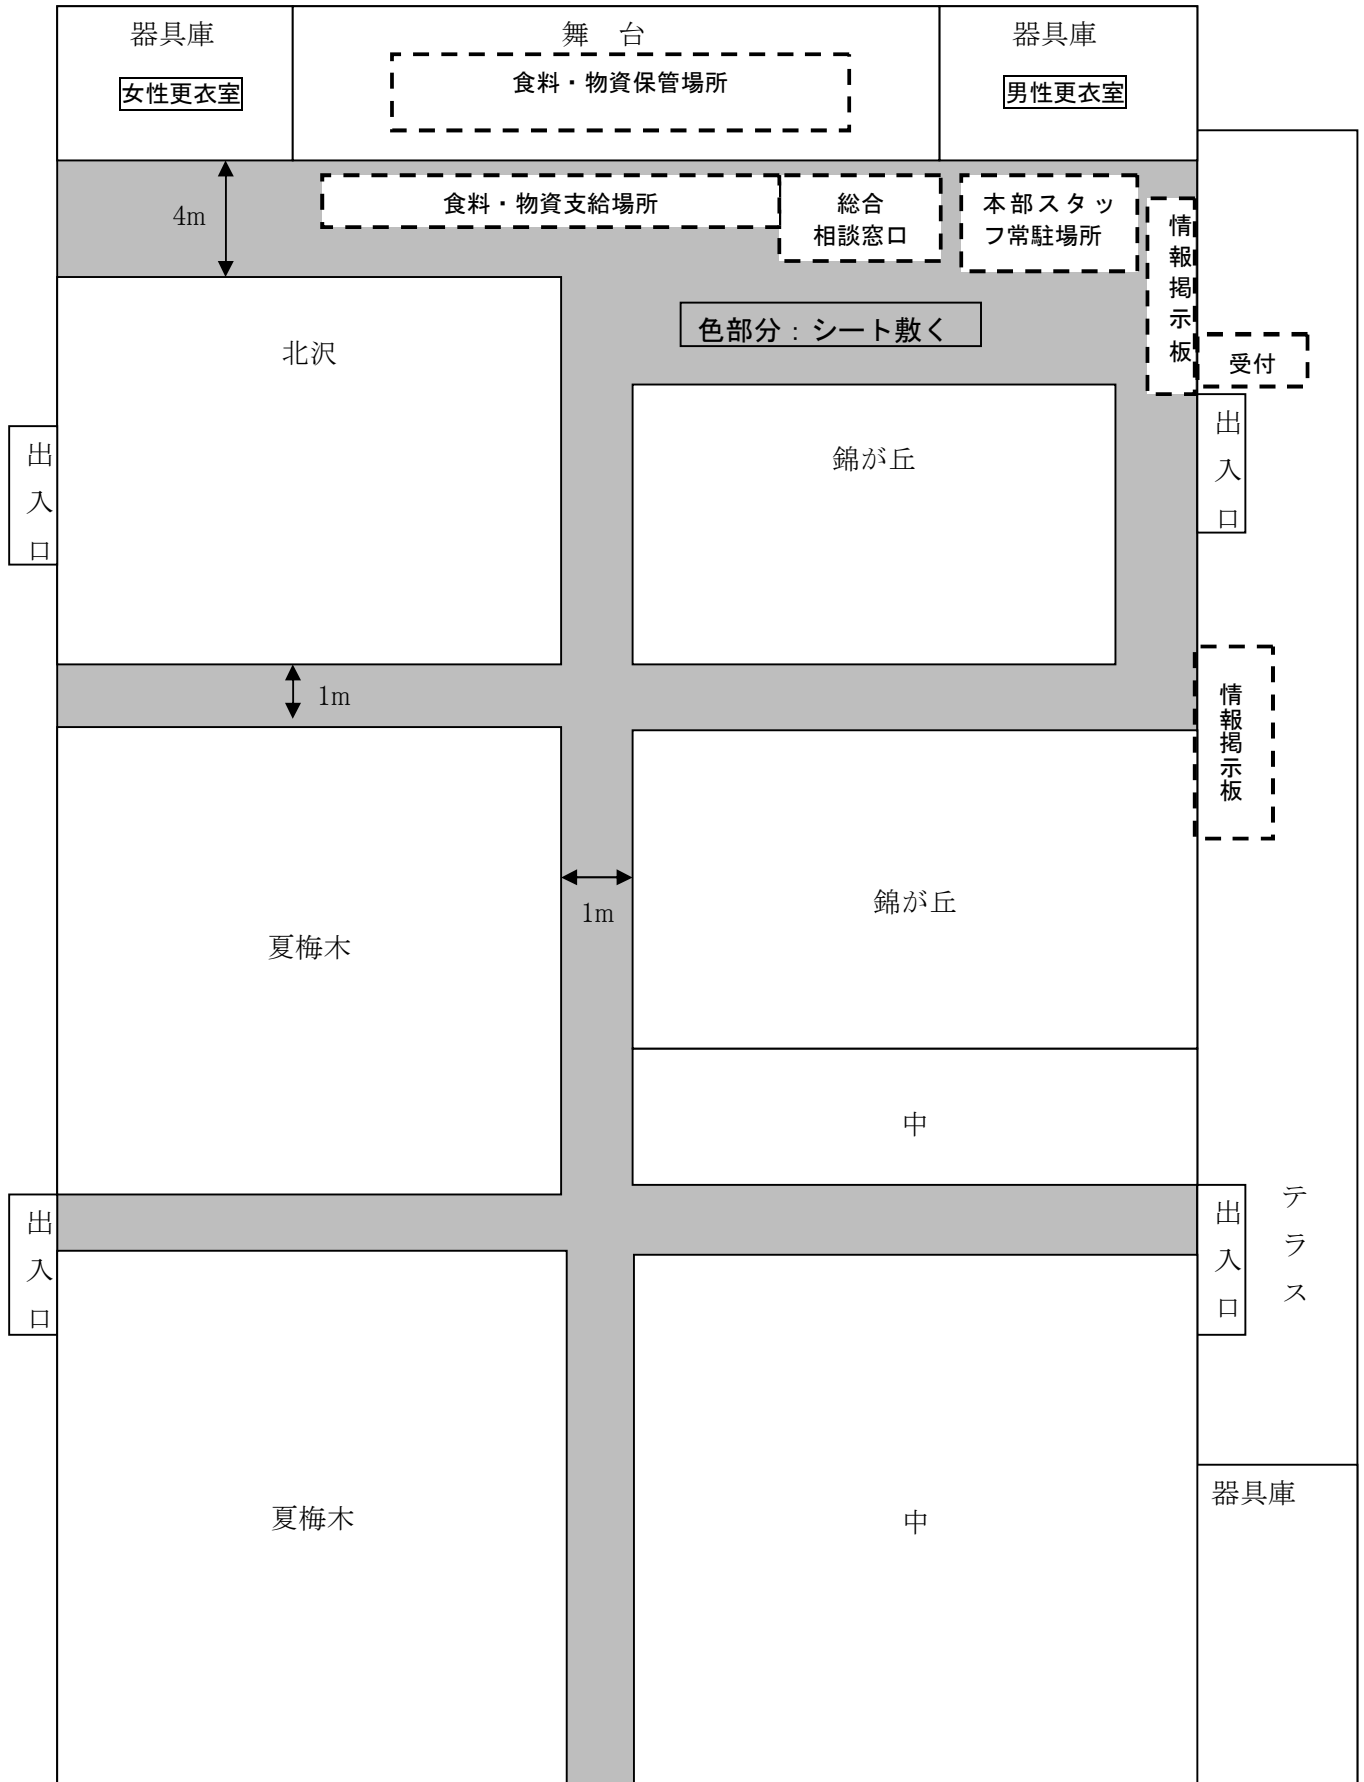 器具庫
舞　台
器具庫
食料・物資保管場所
女性更衣室
男性更衣室
食料・物資支給場所
総合
相談窓口
本部スタッ
フ常駐場所
4m
情報掲示板
色部分：シート敷く
北沢
受付
出入口
錦が丘
出入口
1m
情報掲示板
錦が丘
1m
夏梅木
中
出入口
出入口
テラス
器具庫
夏梅木
中